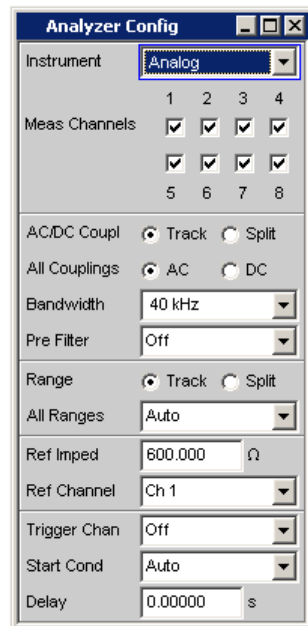 Analyzer Config
Instrument Analog
1 2 3 4
Meas Channels
5 6 7 8
AC/DC Coupl Track Split
All Couplings AC DC
Bandwidth 40 kHz
Pre Filter Off
Range Track Split
All Ranges Auto
Ref Imped 600.000 Ω
Ref Channel Ch 1
Trigger Chan Off
Start Cond Auto
Delay 0.00000 s